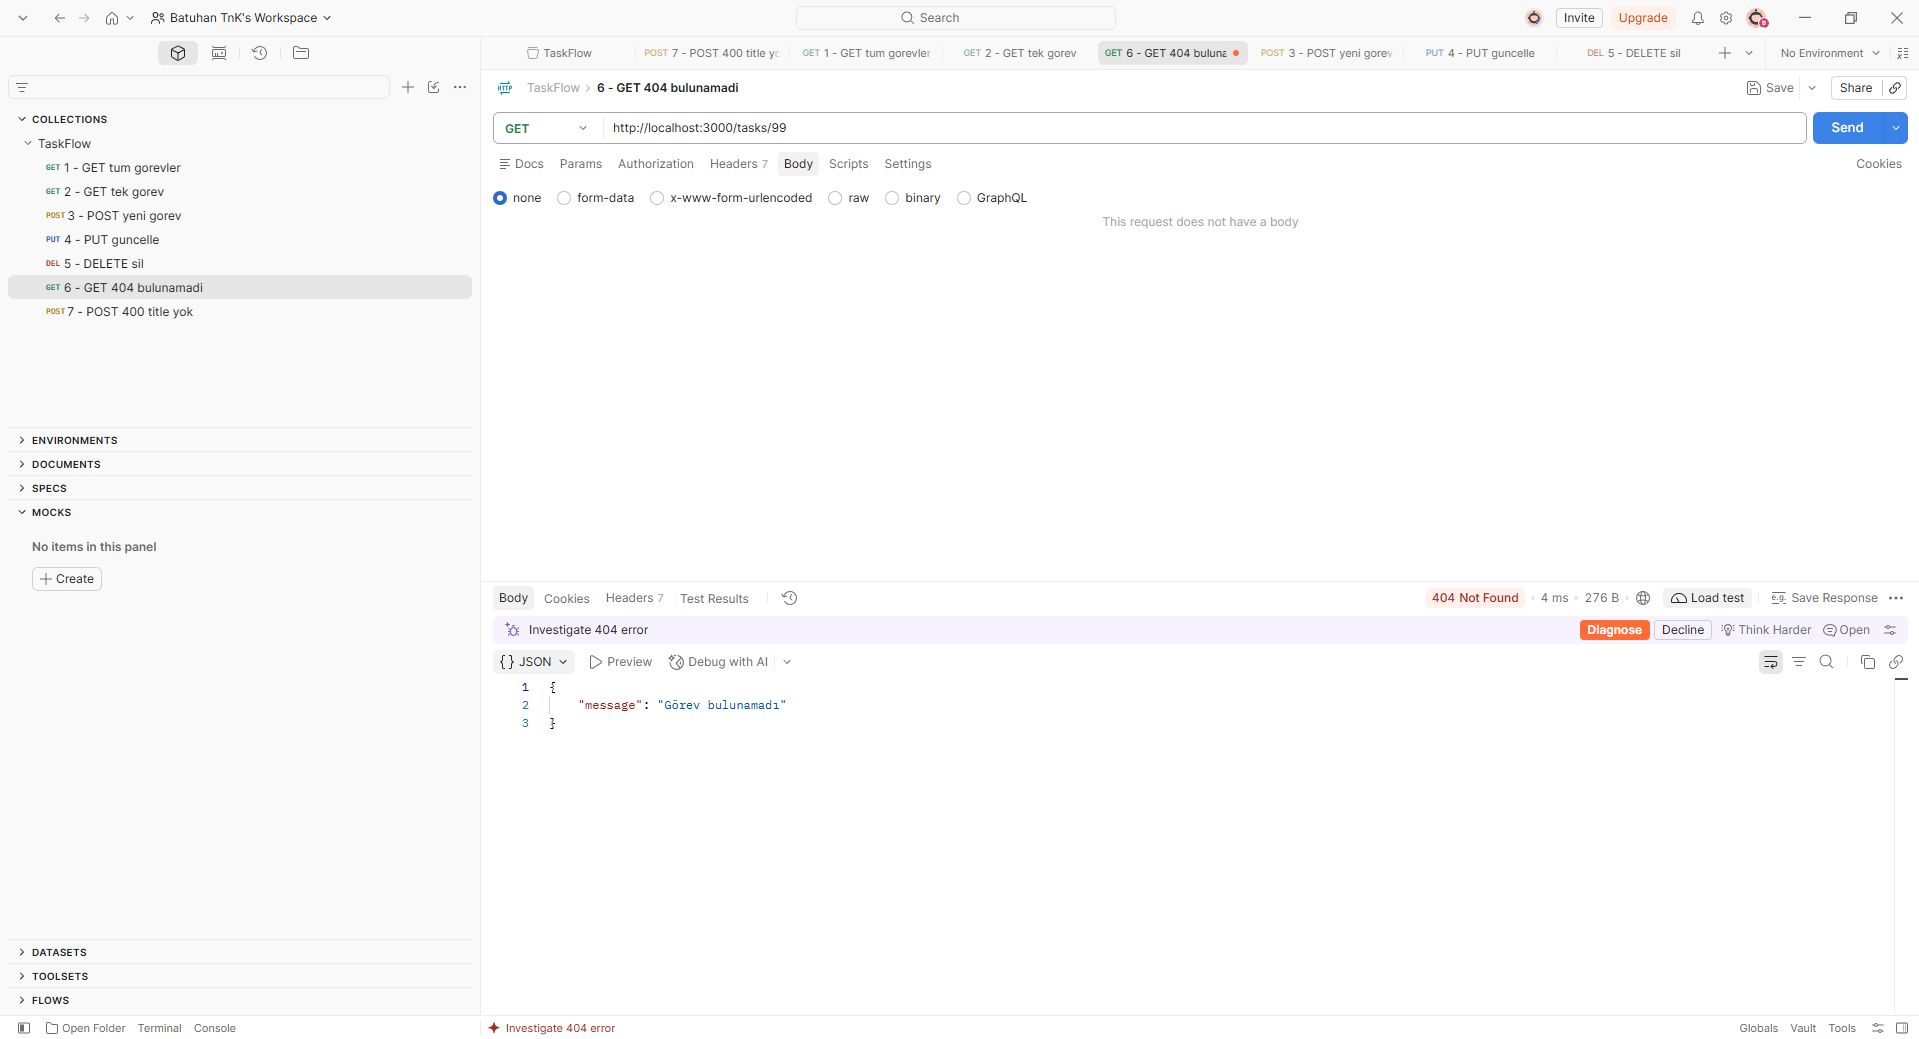 Batuhan TnK's Workspace
Search
Invite
Upgrade
TaskFlow
POST 7 - POST 400 title yo
GET 1 - GET tum gorevler
GET 2 - GET tek gorev
GET 6 - GET 404 buluna
POST 3 - POST yeni gorev
PUT 4 - PUT guncelle
DEL 5 - DELETE sil
No Environment
COLLECTIONS
TaskFlow
GET 1 - GET tum gorevler
GET 2 - GET tek gorev
POST 3 - POST yeni gorev
PUT 4 - PUT guncelle
DEL 5 - DELETE sil
GET 6 - GET 404 bulunamadi
POST 7 - POST 400 title yok
ENVIRONMENTS
DOCUMENTS
SPECS
MOCKS
No items in this panel
Create
DATASETS
TOOLSETS
FLOWS
HTTP TaskFlow > 6 - GET 404 bulunamadi
Save
Share
GET http://localhost:3000/tasks/99
Send
Docs Params Authorization Headers 7 Body Scripts Settings
Cookies
none form-data x-www-form-urlencoded raw binary GraphQL
This request does not have a body
Body Cookies Headers 7 Test Results
404 Not Found • 4 ms • 276 B •
Load test
e.g. Save Response
Investigate 404 error
Diagnose Decline Think Harder Open
{} JSON Preview Debug with AI
1 {
2 "message": "Görev bulunamadı"
3 }
Open Folder Terminal Console
Investigate 404 error
Globals Vault Tools